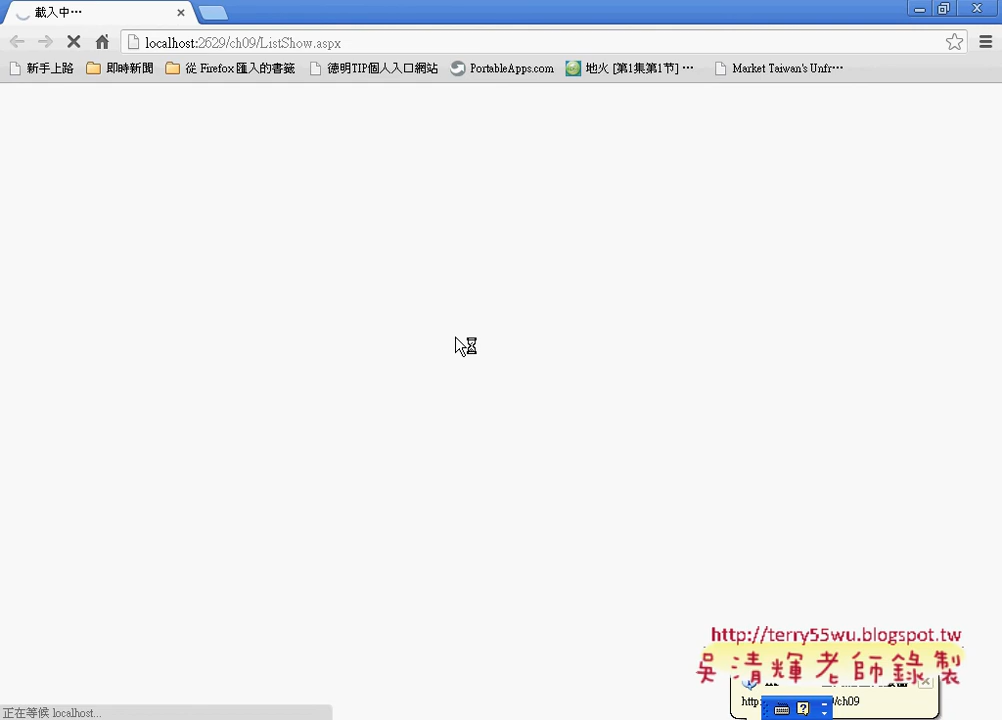 載入中…
localhost:2629/ch09/ListShow.aspx
新手上路 即時新聞 從 Firefox 匯入的書籤 德明TIP個人入口網站 PortableApps.com 地火 [第1集第1节] … Market Taiwan's Unfr…
http://terry55wu.blogspot.tw
吳清輝老師錄製
http: /ch09
正在等候 localhost...